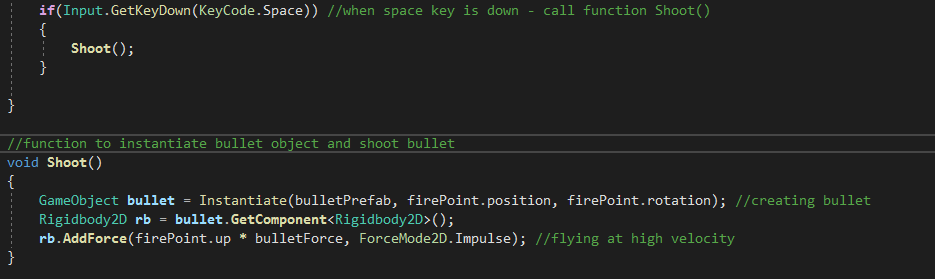 if(Input.GetKeyDown(KeyCode.Space)) //when space key is down - call function Shoot()
{
Shoot();
}
}
//function to instantiate bullet object and shoot bullet
void Shoot()
{
GameObject bullet = Instantiate(bulletPrefab, firePoint.position, firePoint.rotation); //creating bullet
Rigidbody2D rb = bullet.GetComponent<Rigidbody2D>();
rb.AddForce(firePoint.up * bulletForce, ForceMode2D.Impulse); //flying at high velocity
}